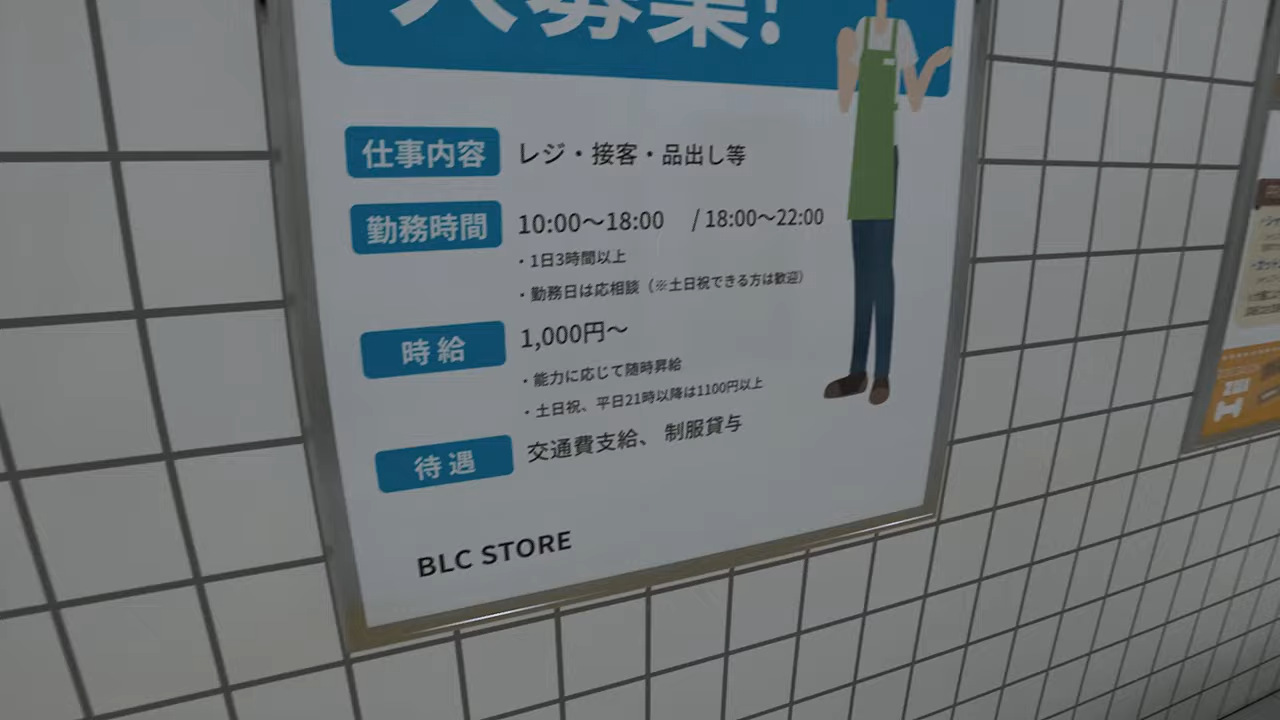 募集!
仕事内容 レジ・接客・品出し等
勤務時間 10:00～18:00 / 18:00～22:00
・1日3時間以上
・勤務日は応相談（※土日祝できる方は歓迎）
時給 1,000円～
・能力に応じて随時昇給
・土日祝、平日21時以降は1100円以上
待遇 交通費支給、 制服貸与
BLC STORE